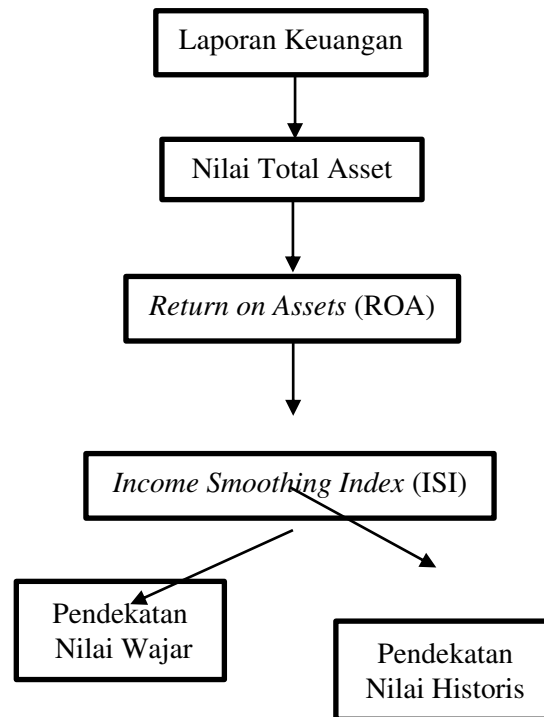 Laporan Keuangan
Nilai Total Asset
Return on Assets (ROA)
Income Smoothing Index (ISI)
Pendekatan
Nilai Wajar
Pendekatan
Nilai Historis